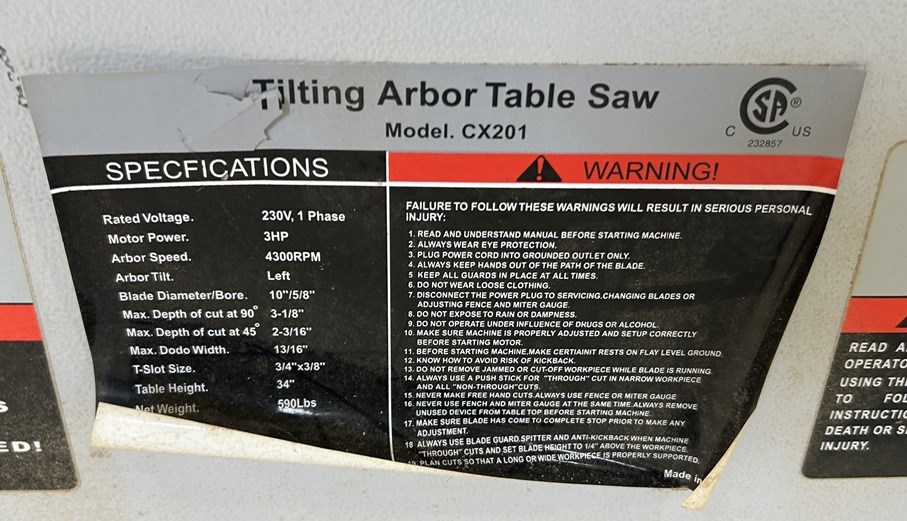 Tilting Arbor Table Saw
Model. CX201
C SA ® US
232857
SPECFICATIONS
Rated Voltage. 230V, 1 Phase
Motor Power. 3HP
Arbor Speed. 4300RPM
Arbor Tilt. Left
Blade Diameter/Bore. 10"/5/8"
Max. Depth of cut at 90° 3-1/8"
Max. Depth of cut at 45° 2-3/16"
Max. Dodo Width. 13/16"
T-Slot Size. 3/4"x3/8"
Table Height. 34"
Net Weight. 590Lbs
WARNING!
FAILURE TO FOLLOW THESE WARNINGS WILL RESULT IN SERIOUS PERSONAL
INJURY:
1. READ AND UNDERSTAND MANUAL BEFORE STARTING MACHINE.
2. ALWAYS WEAR EYE PROTECTION.
3. PLUG POWER CORD INTO GROUNDED OUTLET ONLY.
4. ALWAYS KEEP HANDS OUT OF THE PATH OF THE BLADE.
5 KEEP ALL GUARDS IN PLACE AT ALL TIMES.
6. DO NOT WEAR LOOSE CLOTHING.
7. DISCONNECT THE POWER PLUG TO SERVICING.CHANGING BLADES OR
ADJUSTING FENCE AND MITER GAUGE.
8. DO NOT EXPOSE TO RAIN OR DAMPNESS.
9. DO NOT OPERATE UNDER INFLUENCE OF DRUGS OR ALCOHOL.
10. MAKE SURE MACHINE IS PROPERLY ADJUSTED AND SETUP CORRECTLY
BEFORE STARTING MOTOR.
11. BEFORE STARTING MACHINE,MAKE CERTIAINIT RESTS ON FLAY LEVEL GROUND.
12. KNOW HOW TO AVOID RISK OF KICKBACK.
13. DO NOT REMOVE JAMMED OR CUT-OFF WORKPIECE WHILE BLADE IS RUNNING.
14. ALWAYS USE A PUSH STICK FOR "THROUGH" CUT IN NARROW WORKPIECE
AND ALL "NON-THROUGH"CUTS.
15. NEVER MAKE FREE HAND CUTS.ALWAYS USE FENCE OR MITER GAUGE
16. NEVER USE FENCH AND MITER GAUGE AT THE SAME TIME.ALWAYS REMOVE
UNUSED DEVICE FROM TABLE TOP BEFORE STARTING MACHINE.
17. MAKE SURE BLADE HAS COME TO COMPLETE STOP PRIOR TO MAKE ANY
ADJUSTMENT.
18 ALWAYS USE BLADE GUARD.SPITTER AND ANTI-KICKBACK WHEN MACHINE
"THROUGH" CUTS AND SET BLADE HEIGHT TO 1/4" ABOVE THE WORKPIECE
19. PLAN CUTS SO THAT A LONG OR WIDE WORKPIECE IS PROPERLY SUPPORTED.
Made in
S
ED!
READ A
OPERATO
USING TH
TO FOL
INSTRUCTIO
DEATH OR S
INJURY.